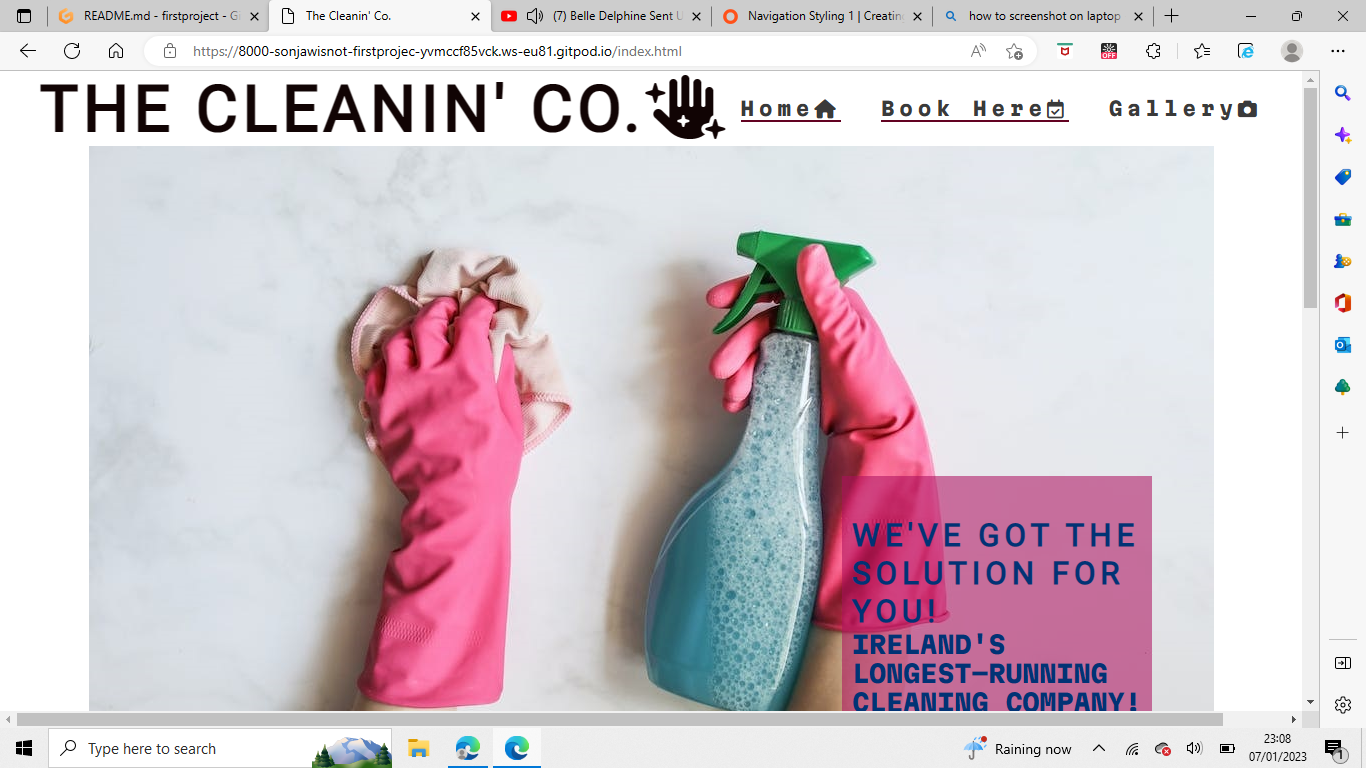 README.md - firstproject - Gi
The Cleanin' Co.
(7) Belle Delphine Sent U
Navigation Styling 1 | Creating
how to screenshot on laptop
https://8000-sonjawisnot-firstprojec-yvmccf85vck.ws-eu81.gitpod.io/index.html
OFF
THE CLEANIN' CO.
Home
Book Here
Gallery
WE'VE GOT THE
SOLUTION FOR
YOU!
IRELAND'S
LONGEST-RUNNING
CLEANING COMPANY!
Type here to search
Raining now
23:08
07/01/2023
1